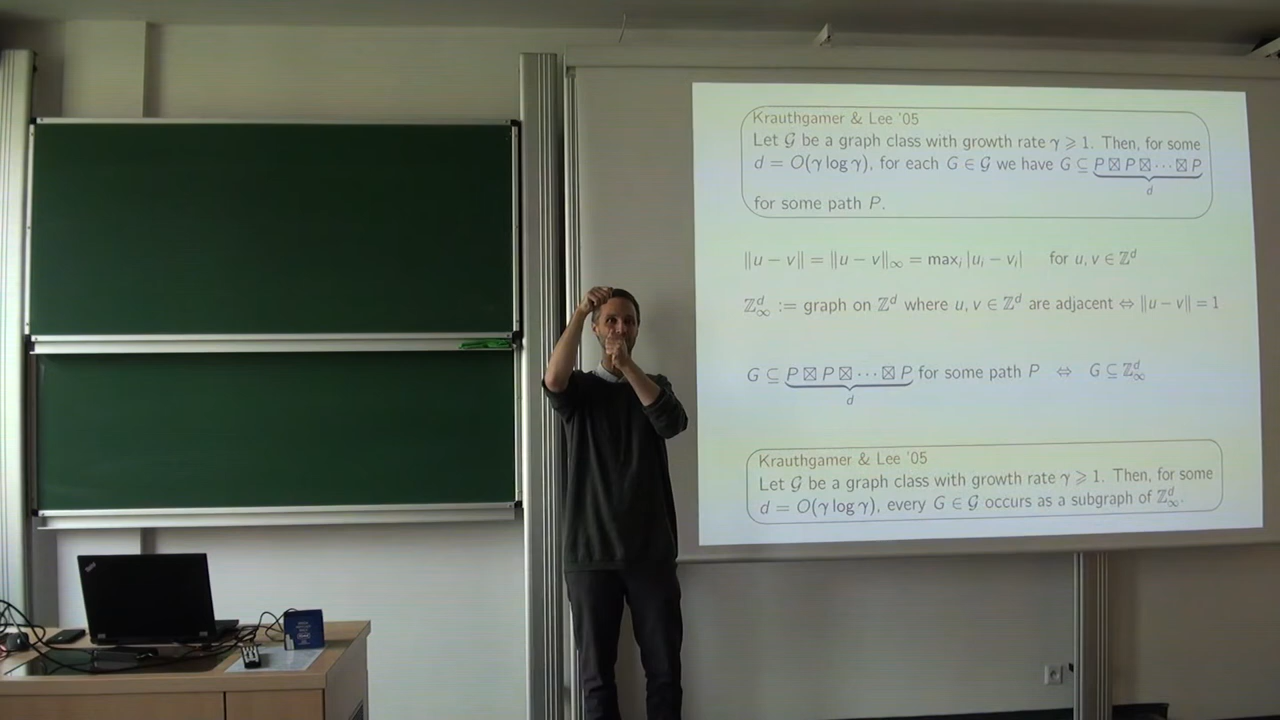 Krauthgamer & Lee '05
Let 𝒢 be a graph class with growth rate γ ⩾ 1. Then, for some
d = O(γ log γ), for each G ∈ 𝒢 we have G ⊆ P ⊠ P ⊠ ⋯ ⊠ P
d
for some path P.
‖u − v‖ = ‖u − v‖∞ = maxᵢ |uᵢ − vᵢ| for u, v ∈ ℤᵈ
ℤᵈ∞ := graph on ℤᵈ where u, v ∈ ℤᵈ are adjacent ⇔ ‖u − v‖ = 1
G ⊆ P ⊠ P ⊠ ⋯ ⊠ P for some path P ⇔ G ⊆ ℤᵈ∞
d
Krauthgamer & Lee '05
Let 𝒢 be a graph class with growth rate γ ⩾ 1. Then, for some
d = O(γ log γ), every G ∈ 𝒢 occurs as a subgraph of ℤᵈ∞.